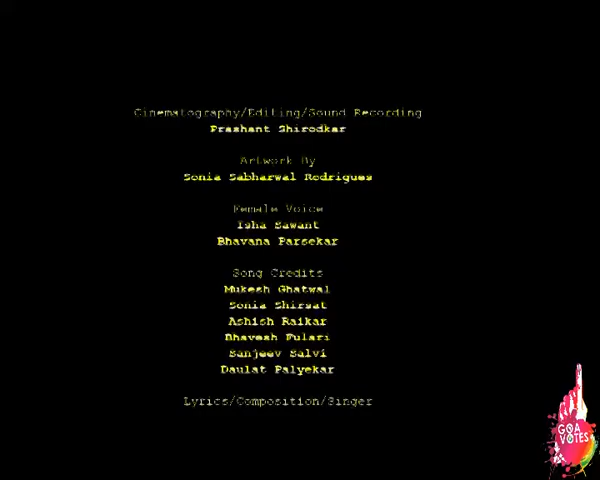 Cinematography/Editing/Sound Recording
Prashant Shirodkar
Artwork By
Sonia Sabharwal Rodrigues
Female Voice
Isha Sawant
Bhavana Parsekar
Song Credits
Mukesh Ghatwal
Sonia Shirsat
Ashish Raikar
Bhavesh Fulari
Sanjeev Salvi
Daulat Palyekar
Lyrics/Composition/Singer
GOA
VOTES